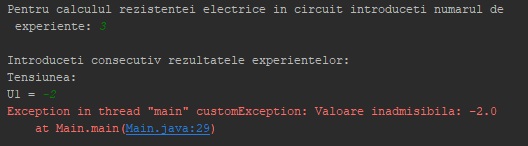 Pentru calculul rezistentei electrice in circuit introduceti numarul de
experiente: 3
Introduceti consecutiv rezultatele experientelor:
Tensiunea:
U1 = -2
Exception in thread "main" customException: Valoare inadmisibila: -2.0
at Main.main(Main.java:29)